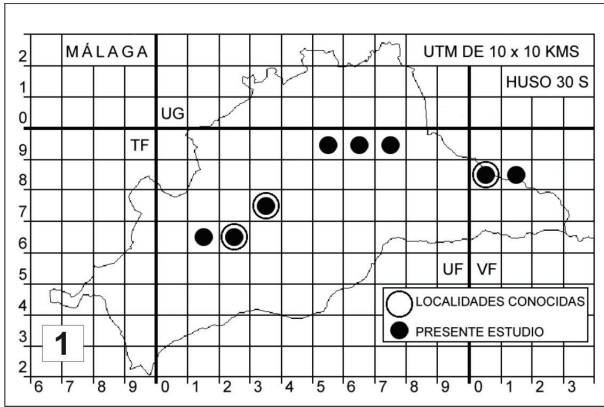 MÁLAGA
UTM DE 10 x 10 KMS
HUSO 30 S
UG
TF
UF
VF
LOCALIDADES CONOCIDAS
PRESENTE ESTUDIO
1
2
1
0
9
8
7
6
5
4
3
2
6 7 8 9 0 1 2 3 4 5 6 7 8 9 0 1 2 3